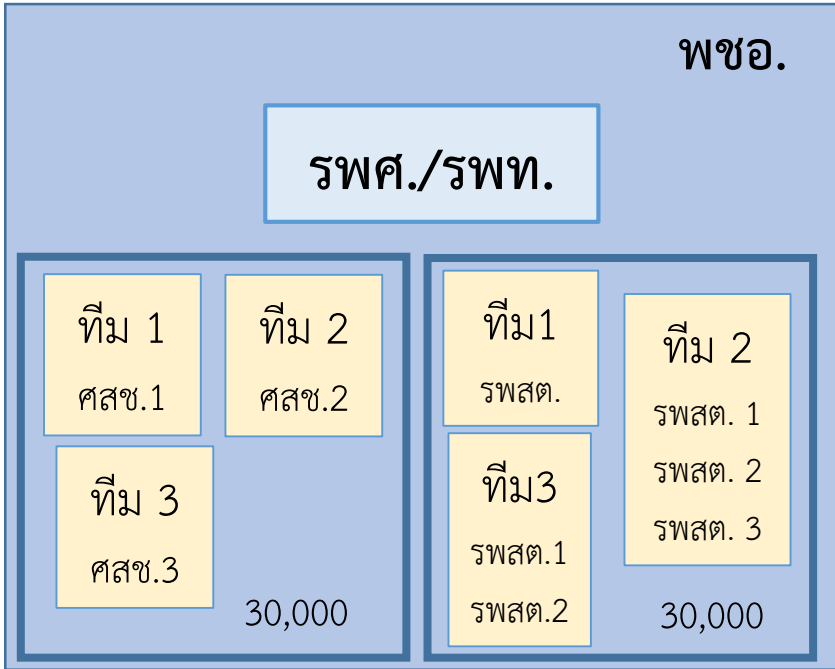 พชอ.
รพศ./รพท.
ทีม 1
ศสช.1
ทีม 2
ศสช.2
ทีม 3
ศสช.3
30,000
ทีม1
รพสต.
ทีม 2
รพสต. 1
รพสต. 2
รพสต. 3
ทีม3
รพสต.1
รพสต.2
30,000